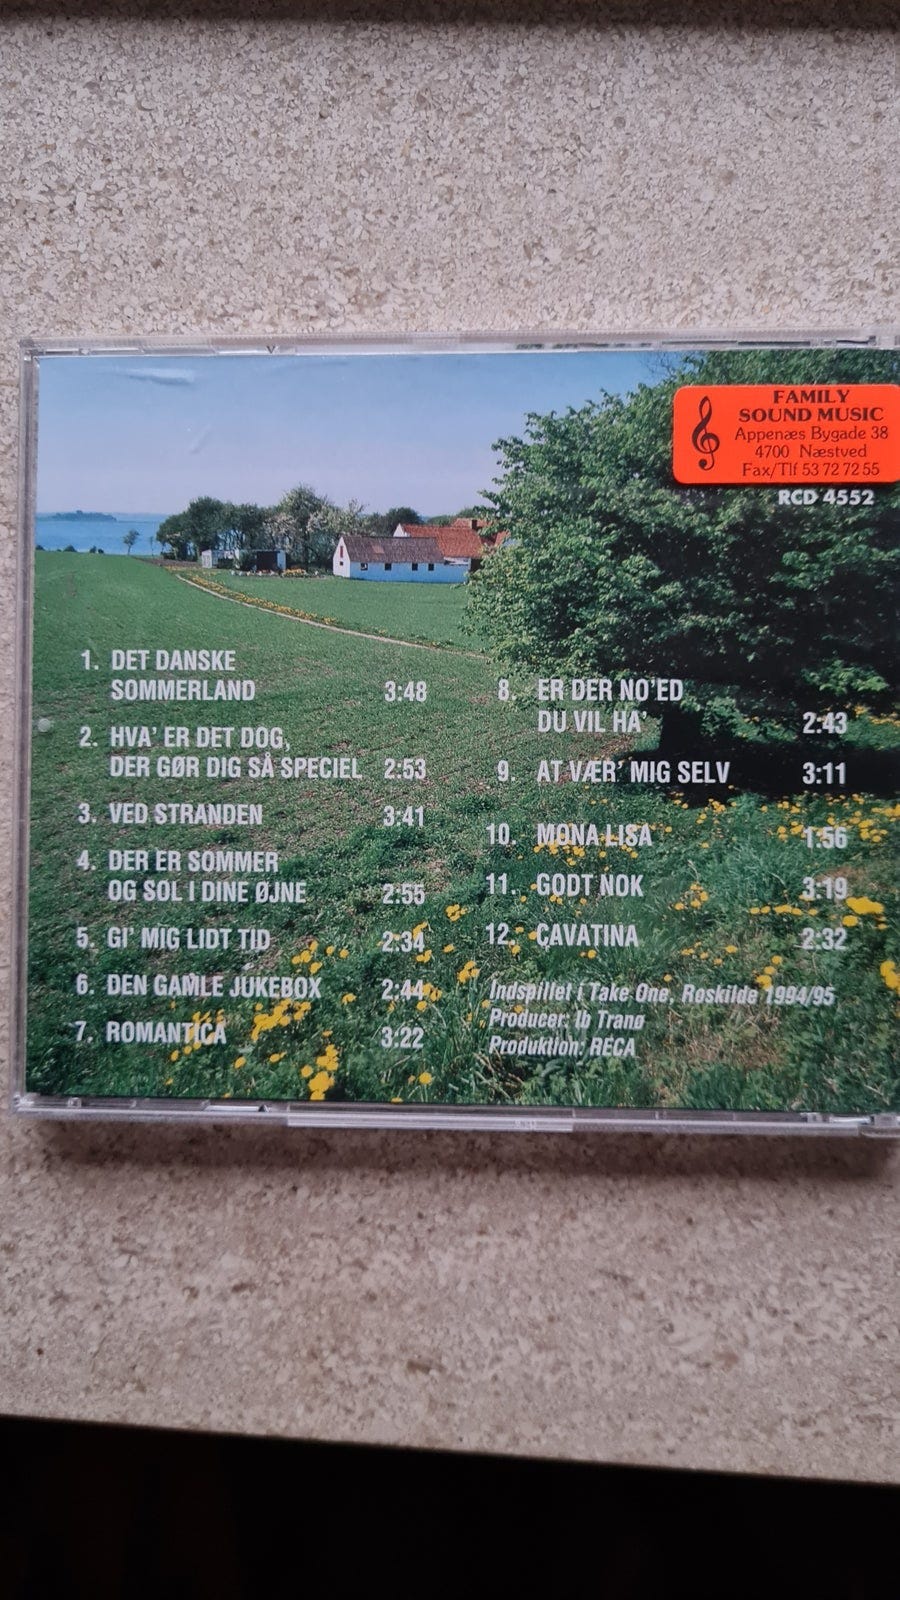 FAMILY
SOUND MUSIC
Appenæs Bygade 38
4700 Næstved
Fax/Tlf 53 72 72 55
RCD 4552
1. DET DANSKE
SOMMERLAND 3:48
2. HVA' ER DET DOG,
DER GØR DIG SÅ SPECIEL 2:53
3. VED STRANDEN 3:41
4. DER ER SOMMER
OG SOL I DINE ØJNE 2:55
5. GI' MIG LIDT TID 2:34
6. DEN GAMLE JUKEBOX 2:44
7. ROMANTICA 3:22
8. ER DER NO'ED
DU VIL HA' 2:43
9. AT VÆR' MIG SELV 3:11
10. MONA LISA 1:56
11. GODT NOK 3:19
12. CAVATINA 2:32
Indspillet i Take One, Roskilde 1994/95
Producer: Ib Tranø
Produktion: RECA